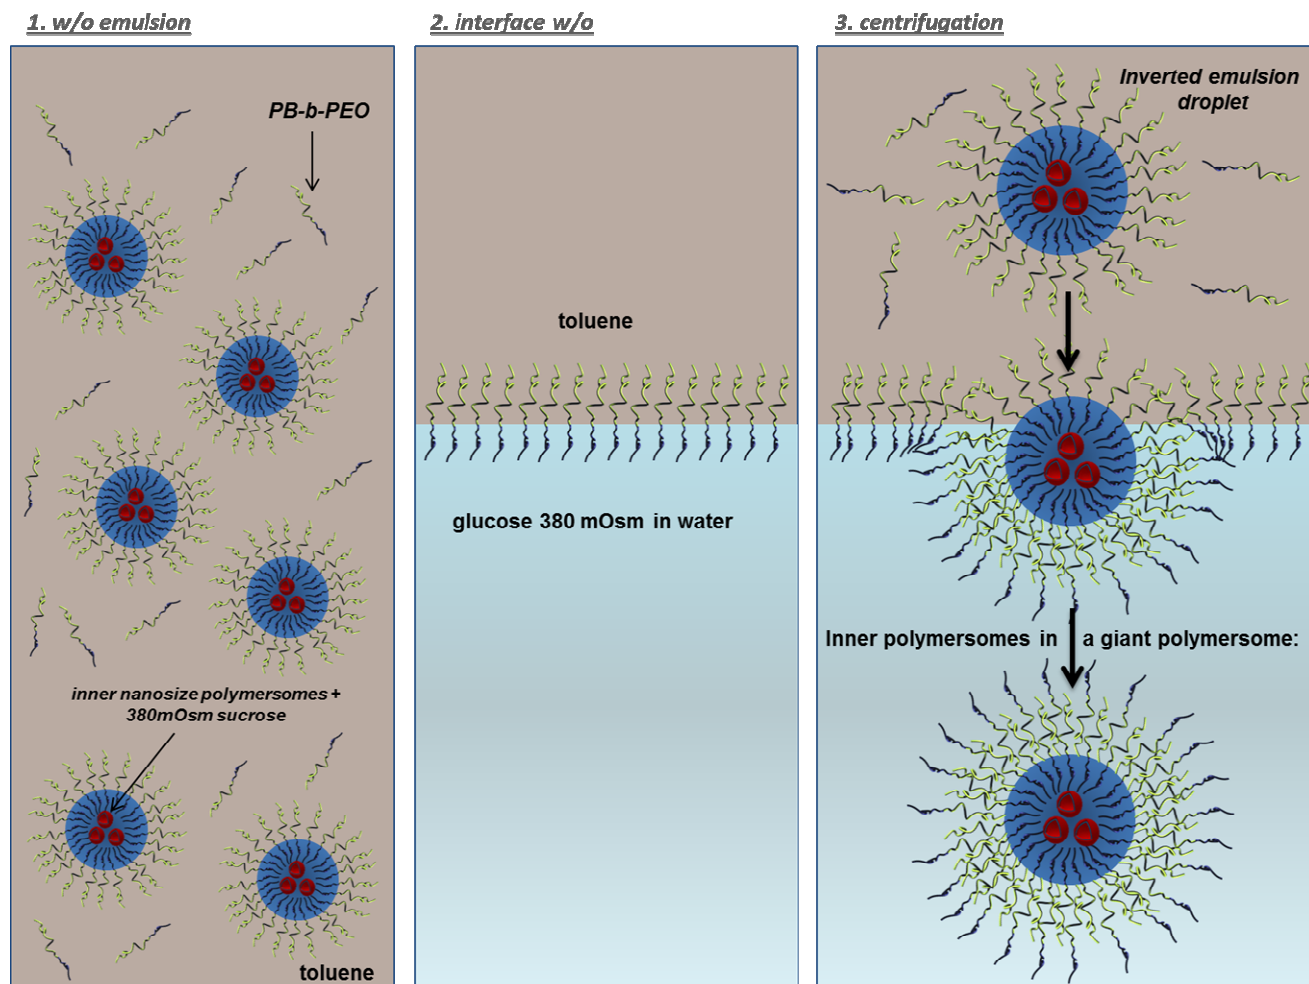 1. w/o emulsion
2. interface w/o
3. centrifugation
PB-b-PEO
inner nanosize polymersomes +
380mOsm sucrose
toluene
toluene
glucose 380 mOsm in water
Inverted emulsion
droplet
Inner polymersomes in a giant polymersome: